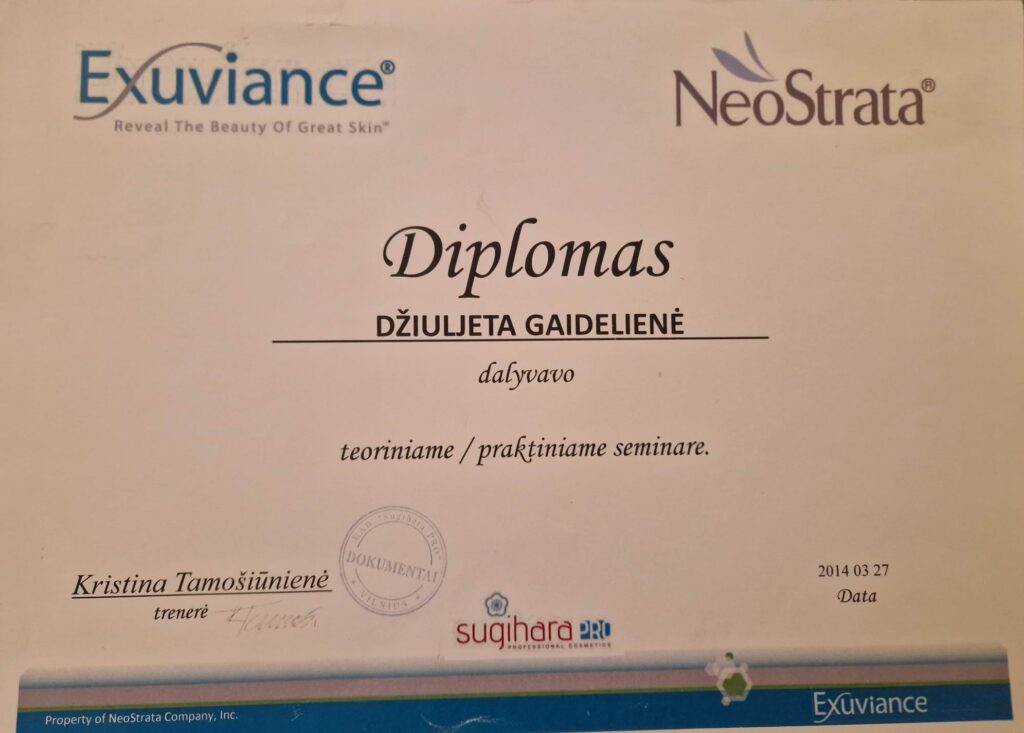 Exuviance®
Reveal The Beauty Of Great Skin℠
NeoStrata®
Diplomas
DŽIULJETA GAIDELIENĖ
dalyvavo
teoriniame / praktiniame seminare.
UAB "Sugihara PRO"
DOKUMENTAI
* VILNIUS *
Kristina Tamošiūnienė
trenerė
2014 03 27
Data
sugihara PRO
PROFESSIONAL COSMETICS
Property of NeoStrata Company, Inc.
Exuviance